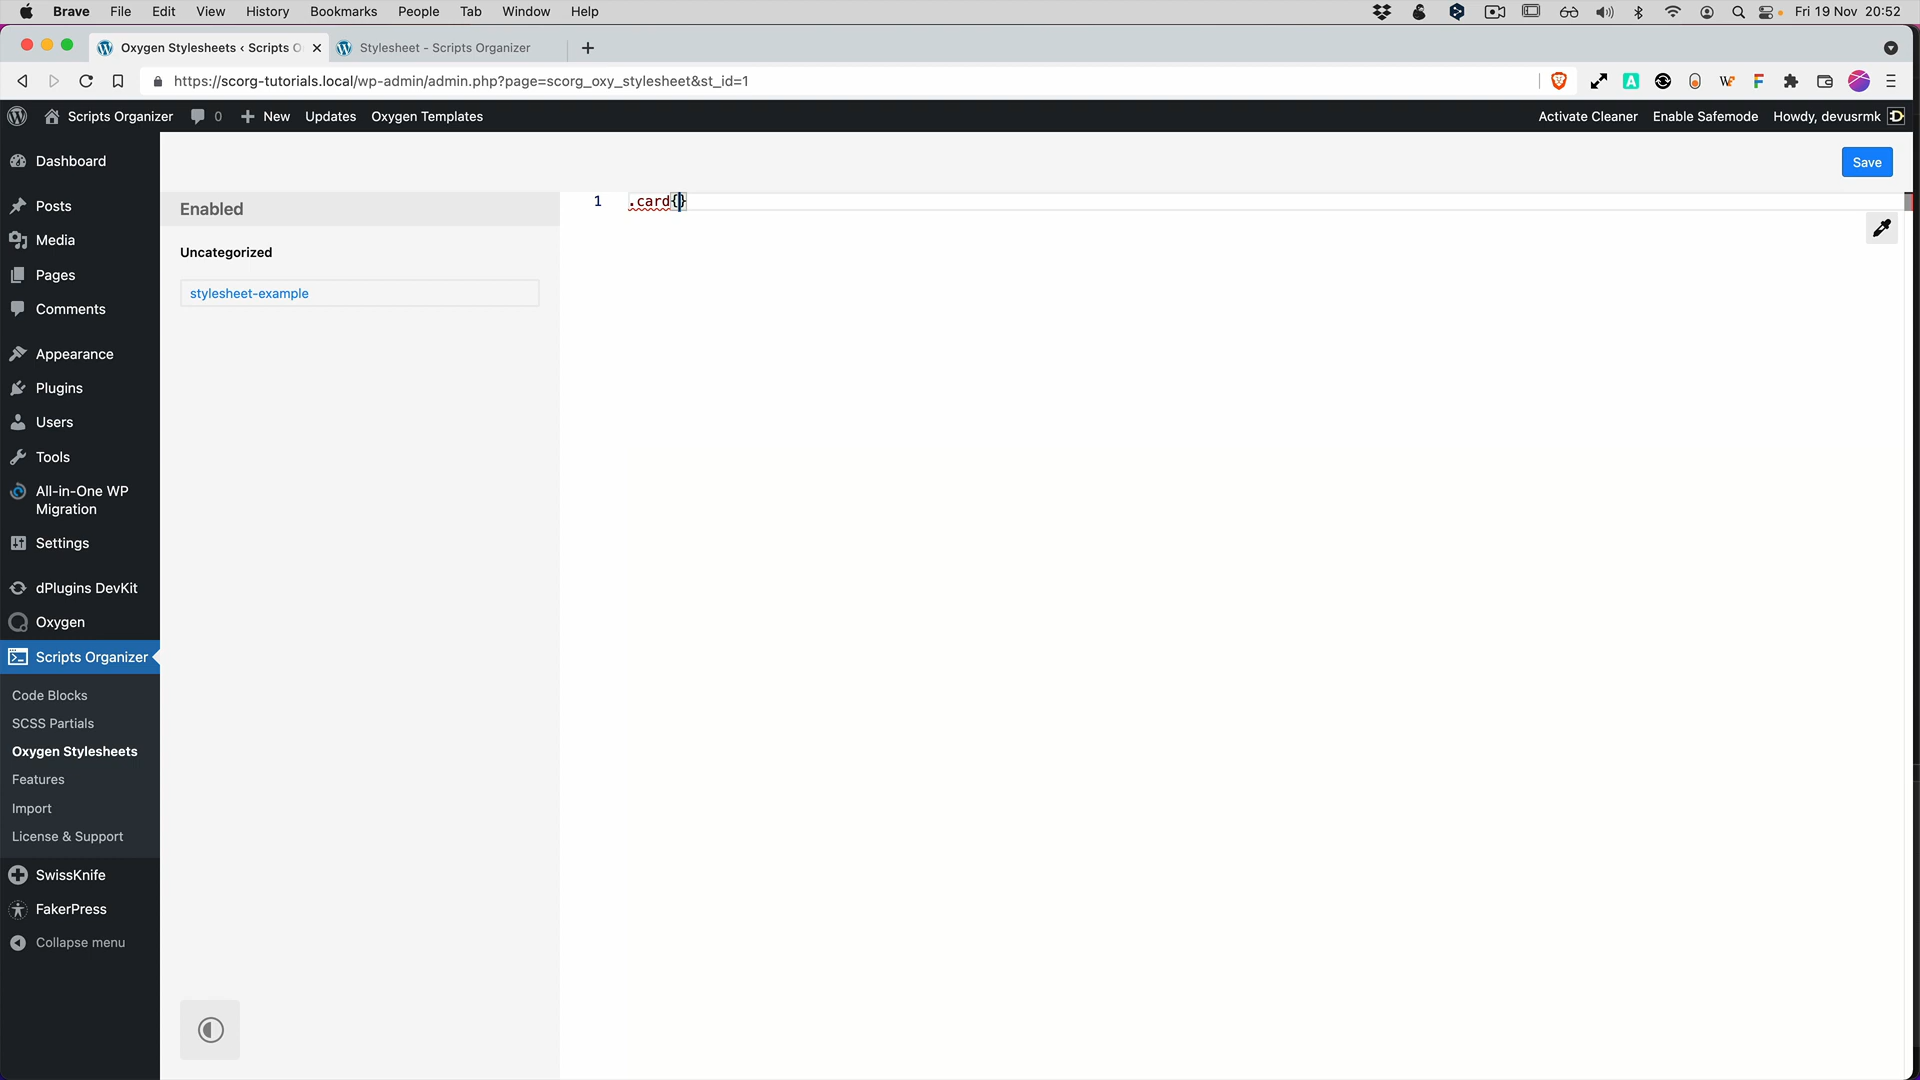 Brave File Edit View History Bookmarks People Tab Window Help Fri 19 Nov 20:52
Oxygen Stylesheets ‹ Scripts O Stylesheet - Scripts Organizer
https://scorg-tutorials.local/wp-admin/admin.php?page=scorg_oxy_stylesheet&st_id=1
Scripts Organizer 0 New Updates Oxygen Templates Activate Cleaner Enable Safemode Howdy, devusrmk
Dashboard
Posts
Media
Pages
Comments
Appearance
Plugins
Users
Tools
All-in-One WP
Migration
Settings
dPlugins DevKit
Oxygen
Scripts Organizer
Code Blocks
SCSS Partials
Oxygen Stylesheets
Features
Import
License & Support
SwissKnife
FakerPress
Collapse menu
Save
Enabled
Uncategorized
stylesheet-example
1 .card{}